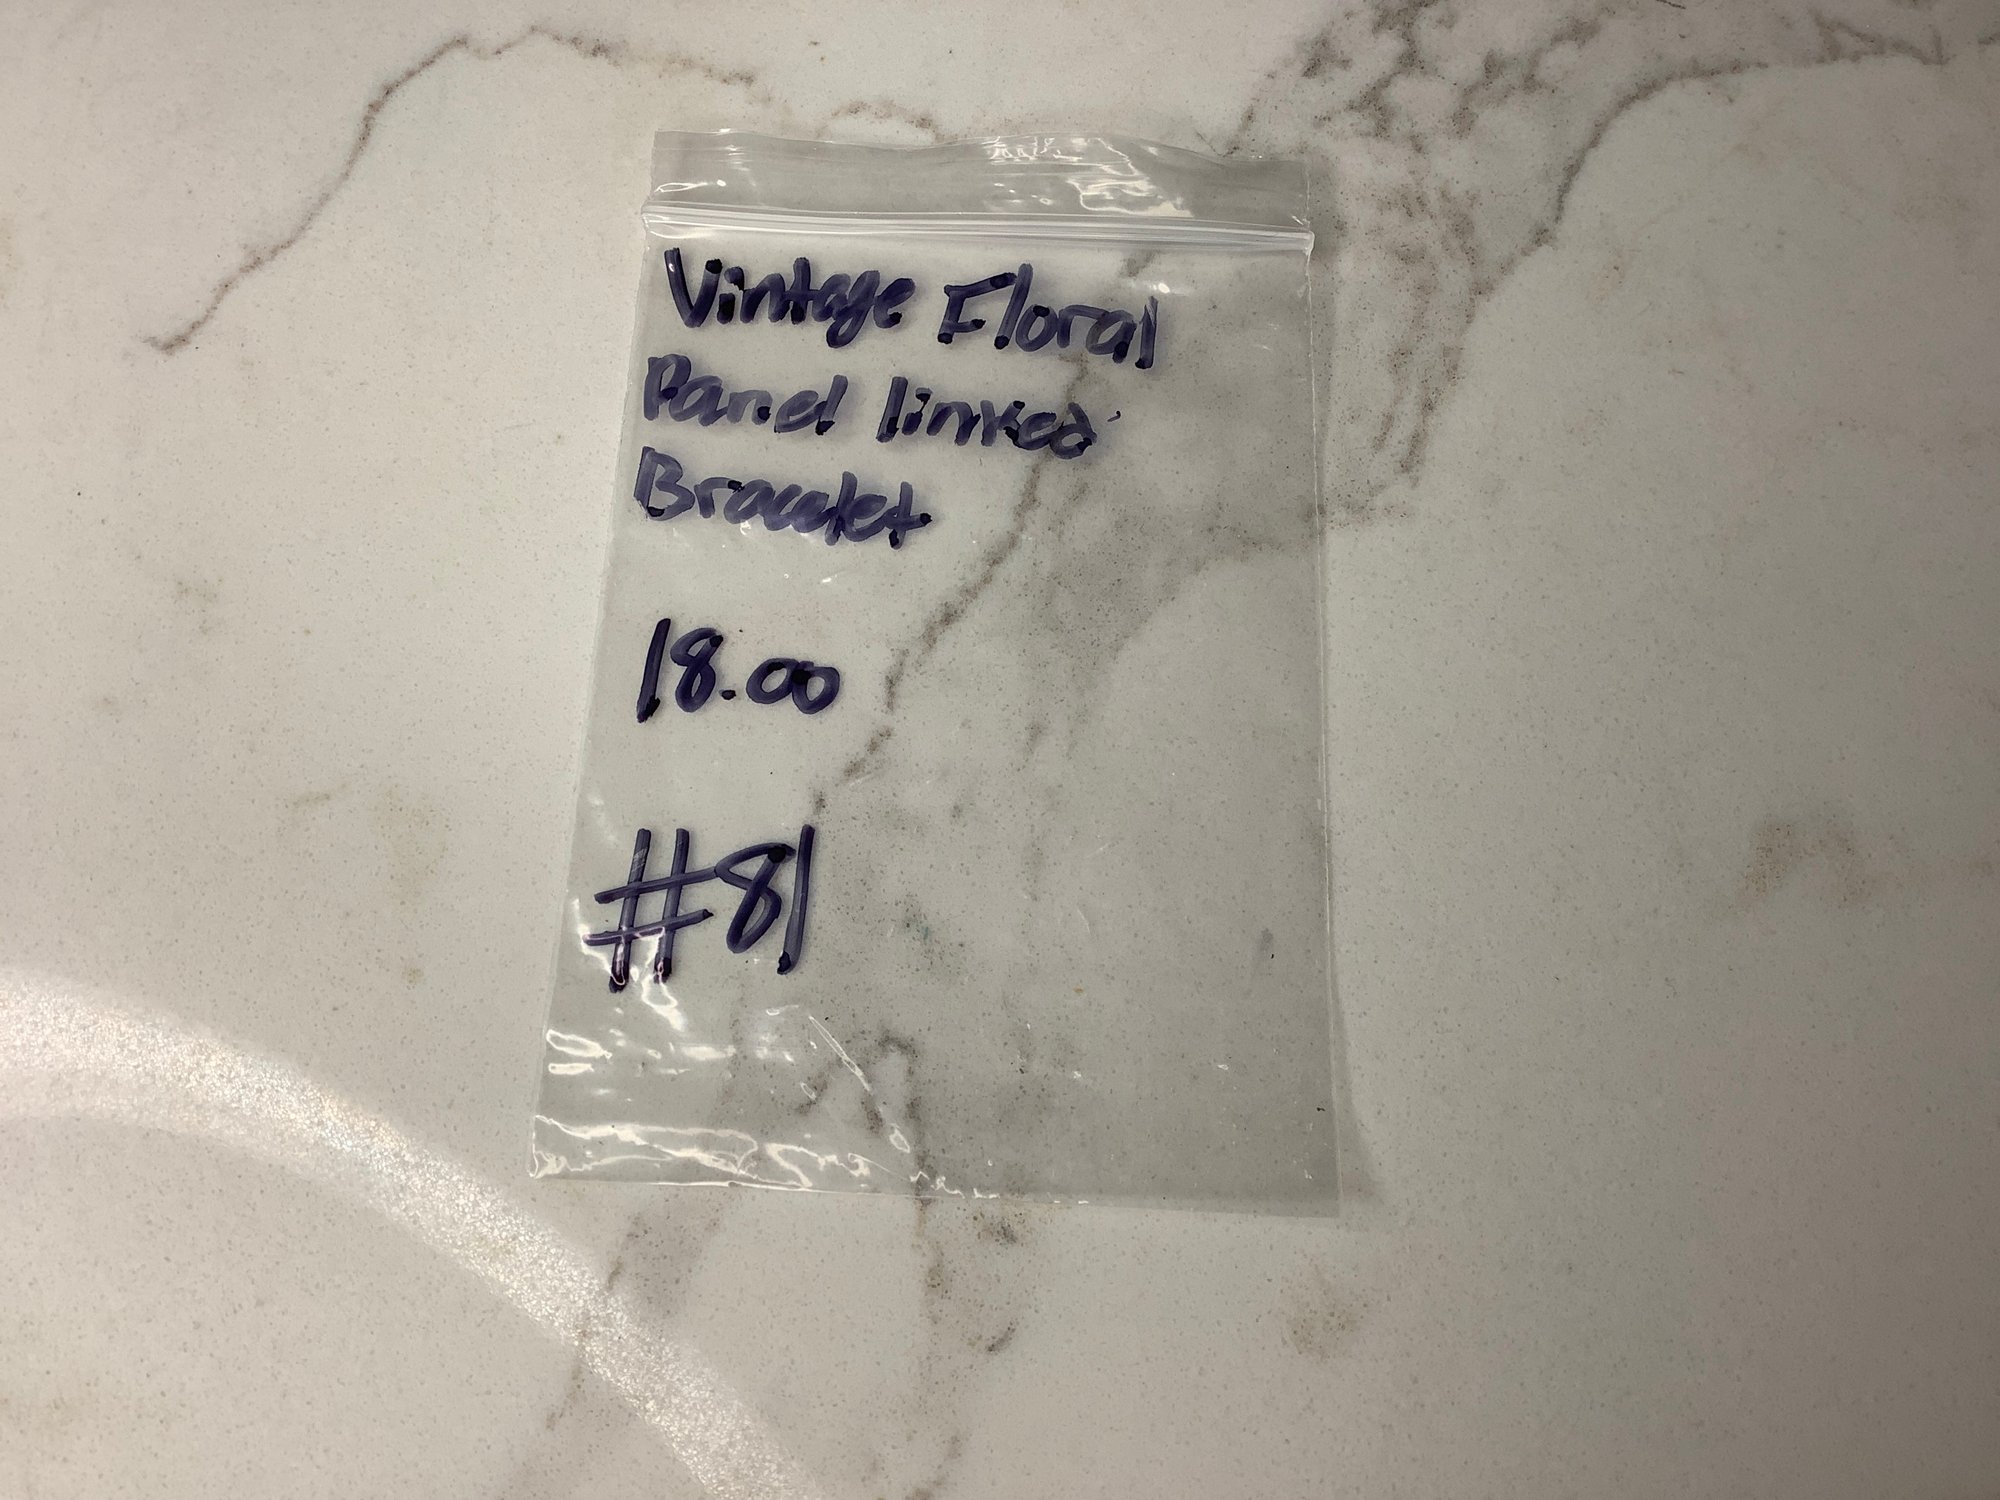 Vintage Floral
Panel linked
Bracelet
18.00
#81